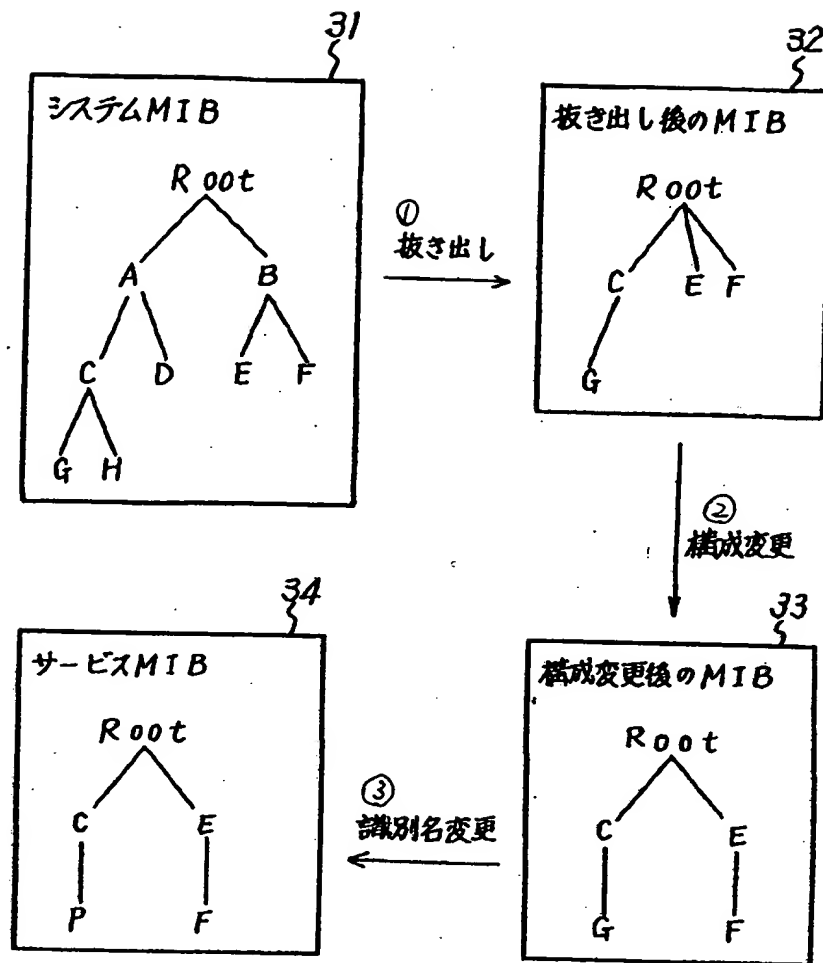 31
システムMIB
Root
A B
C D E F
G H
①
抜き出し
32
抜き出し後のMIB
Root
C E F
G
②
構成変更
33
構成変更後のMIB
Root
C E
G F
③
識別名変更
34
サービスMIB
Root
C E
P F